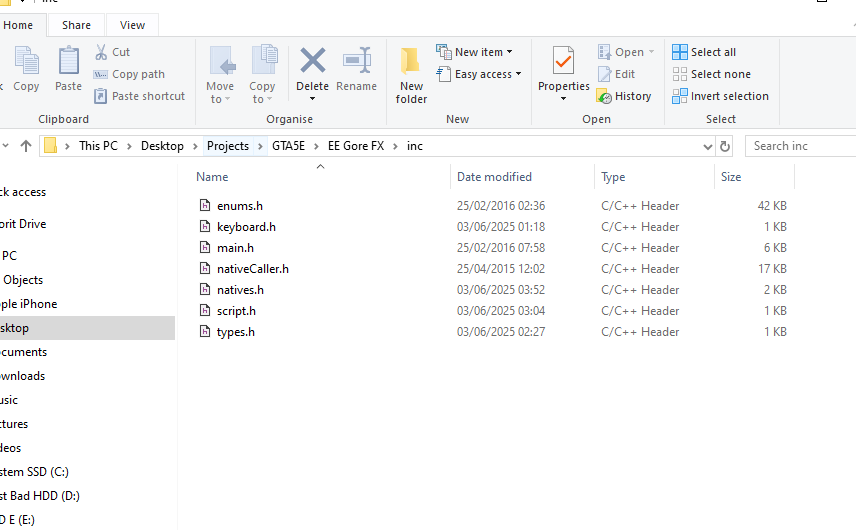 inc
Home Share View
Copy Paste Cut
Copy path
Paste shortcut
Clipboard
Move to Copy to Delete Rename
Organise
New folder New item
Easy access
New
Properties Open
Edit
History
Open
Select all
Select none
Invert selection
Select
This PC Desktop Projects GTA5E EE Gore FX inc Search inc
Name Date modified Type Size
enums.h 25/02/2016 02:36 C/C++ Header 42 KB
keyboard.h 03/06/2025 01:18 C/C++ Header 1 KB
main.h 25/02/2016 07:58 C/C++ Header 6 KB
nativeCaller.h 25/04/2015 12:02 C/C++ Header 17 KB
natives.h 03/06/2025 03:52 C/C++ Header 2 KB
script.h 03/06/2025 03:04 C/C++ Header 1 KB
types.h 03/06/2025 02:27 C/C++ Header 1 KB
ck access
orit Drive
PC
Objects
ple iPhone
sktop
cuments
wnloads
usic
ctures
deos
stem SSD (C:)
st Bad HDD (D:)
D E (E:)